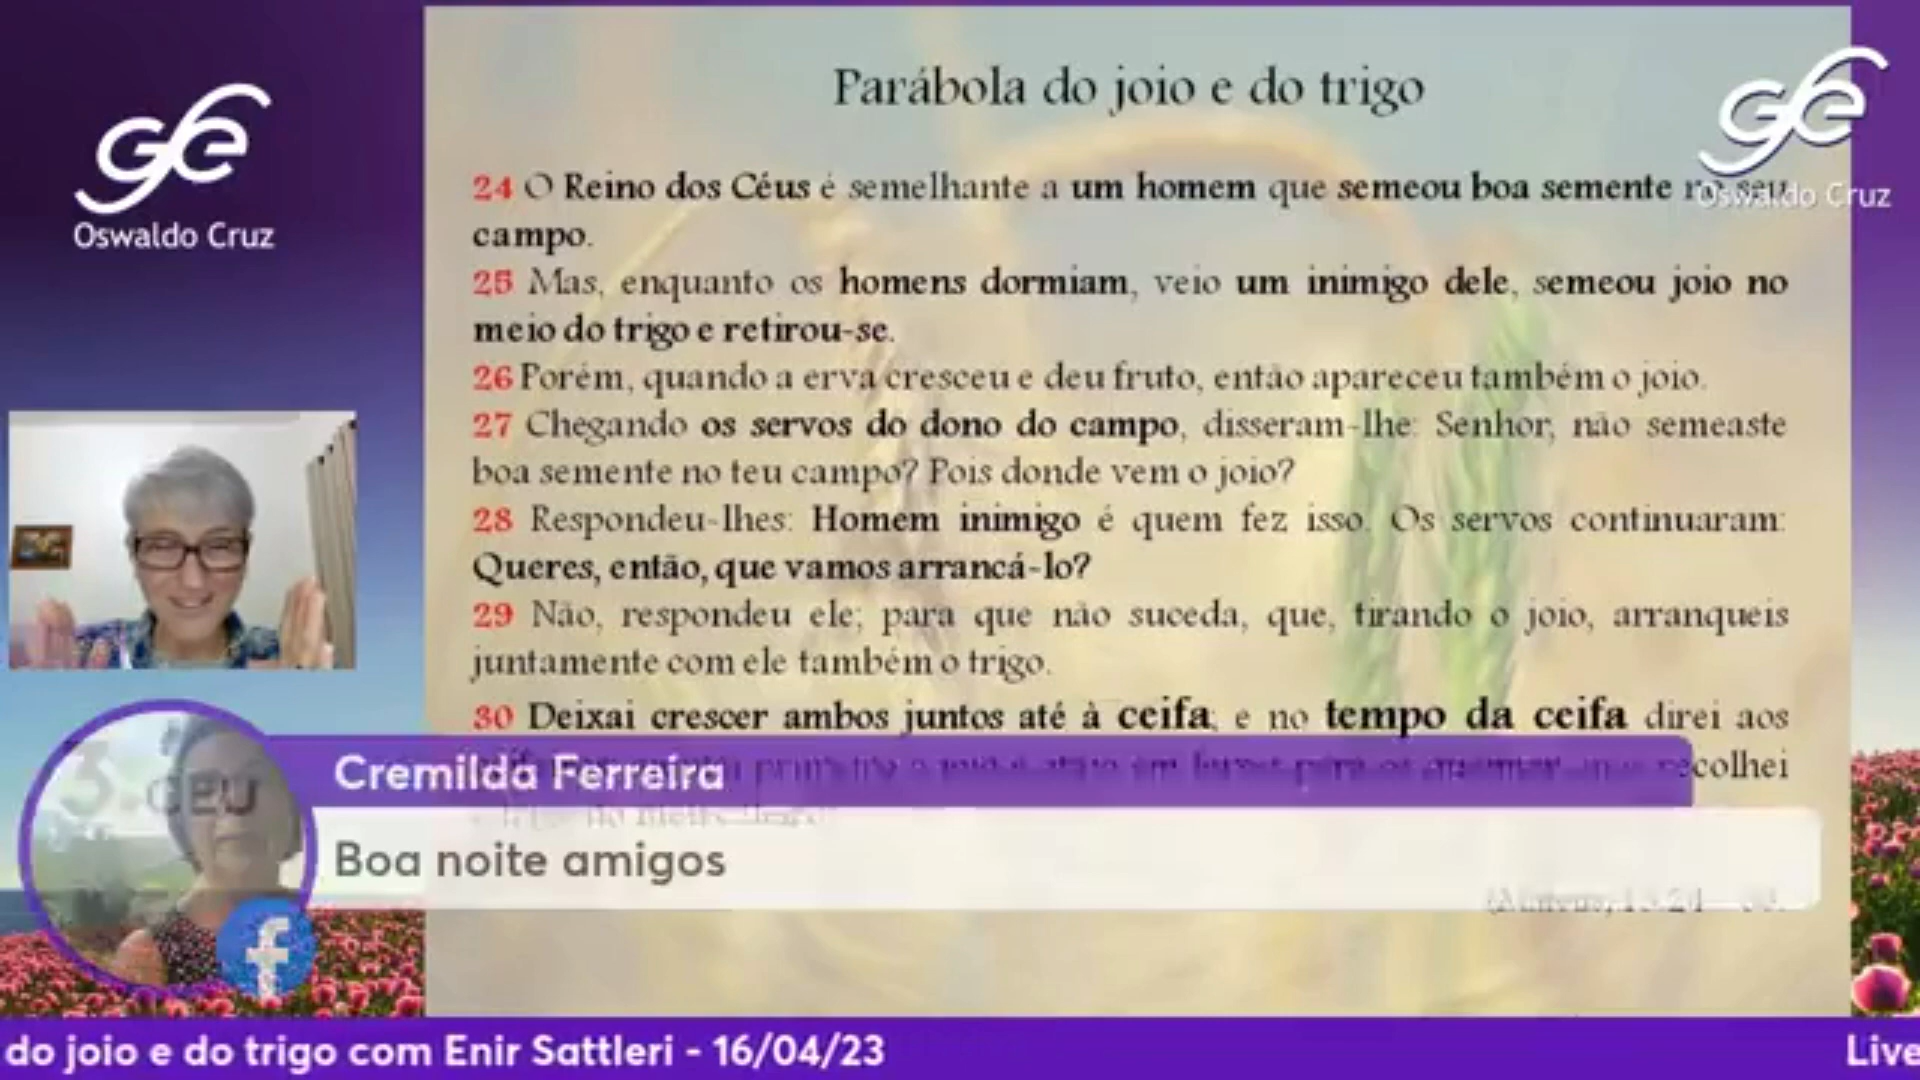 gfe
Oswaldo Cruz
gfe
Oswaldo Cruz
Parábola do joio e do trigo
24 O Reino dos Céus é semelhante a um homem que semeou boa semente no seu
campo.
25 Mas, enquanto os homens dormiam, veio um inimigo dele, semeou joio no
meio do trigo e retirou-se.
26 Porém, quando a erva cresceu e deu fruto, então apareceu também o joio.
27 Chegando os servos do dono do campo, disseram-lhe: Senhor, não semeaste
boa semente no teu campo? Pois donde vem o joio?
28 Respondeu-lhes: Homem inimigo é quem fez isso. Os servos continuaram:
Queres, então, que vamos arrancá-lo?
29 Não, respondeu ele; para que não suceda, que, tirando o joio, arranqueis
juntamente com ele também o trigo.
30 Deixai crescer ambos juntos até à ceifa; e no tempo da ceifa direi aos
recolhei
Cremilda Ferreira
Boa noite amigos
CEU
do joio e do trigo com Enir Sattleri - 16/04/23
Live